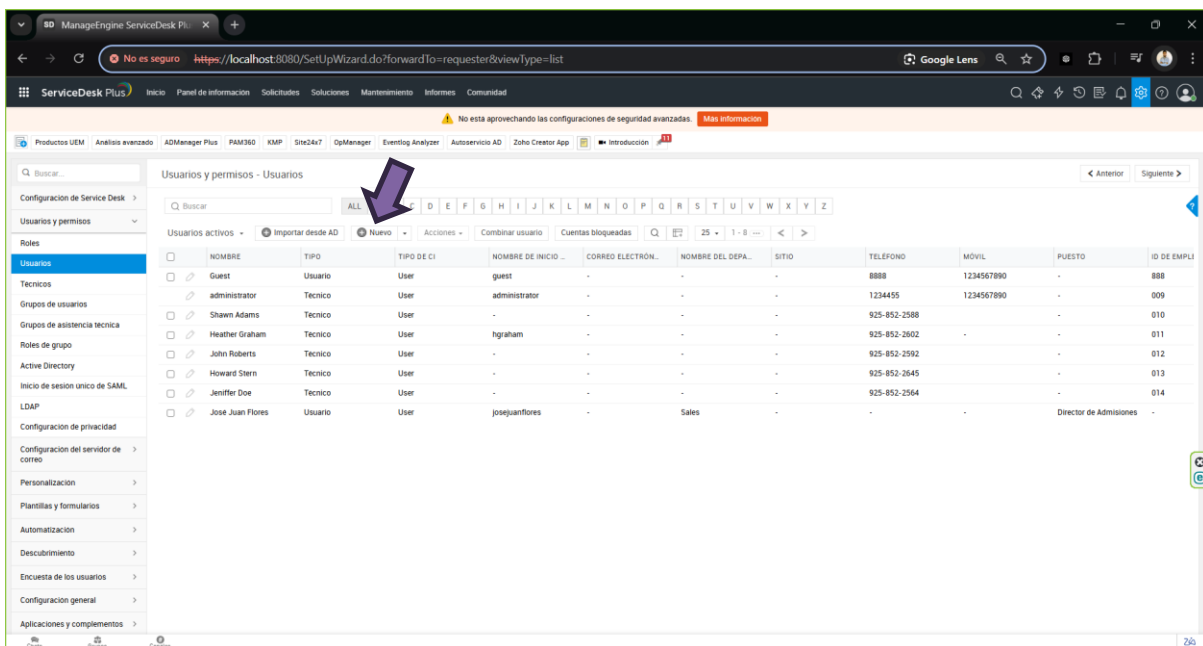 SD ManageEngine ServiceDesk Plu
No es seguro https://localhost:8080/SetUpWizard.do?forwardTo=requester&viewType=list Google Lens
ServiceDesk Plus Inicio Panel de información Solicitudes Soluciones Mantenimiento Informes Comunidad
No está aprovechando las configuraciones de seguridad avanzadas. Más información
Productos UEM Análisis avanzado ADManager Plus PAM360 KMP Site24x7 OpManager Eventlog Analyzer Autoservicio AD Zoho Creator App Introducción 11
Buscar...
Configuración de Service Desk
Usuarios y permisos
Roles
Usuarios
Técnicos
Grupos de usuarios
Grupos de asistencia técnica
Roles de grupo
Active Directory
Inicio de sesión único de SAML
LDAP
Configuración de privacidad
Configuración del servidor de
correo
Personalización
Plantillas y formularios
Automatización
Descubrimiento
Encuesta de los usuarios
Configuración general
Aplicaciones y complementos
Usuarios y permisos - Usuarios Anterior Siguiente
Buscar ALL C D E F G H I J K L M N O P Q R S T U V W X Y Z
Usuarios activos Importar desde AD Nuevo Acciones Combinar usuario Cuentas bloqueadas 25 1 - 8
NOMBRE TIPO TIPO DE CI NOMBRE DE INICIO ... CORREO ELECTRÓN... NOMBRE DEL DEPA... SITIO TELÉFONO MÓVIL PUESTO ID DE EMPLE
Guest Usuario User guest - - - 8888 1234567890 - 888
administrator Técnico User administrator - - - 1234455 1234567890 - 009
Shawn Adams Técnico User - - - - 925-852-2588 - 010
Heather Graham Técnico User hgraham - - - 925-852-2602 - - 011
John Roberts Técnico User - - - - 925-852-2592 - 012
Howard Stern Técnico User - - - - 925-852-2645 - 013
Jeniffer Doe Técnico User - - - - 925-852-2564 - 014
José Juan Flores Usuario User josejuanflores - Sales - - - Director de Admisiones -